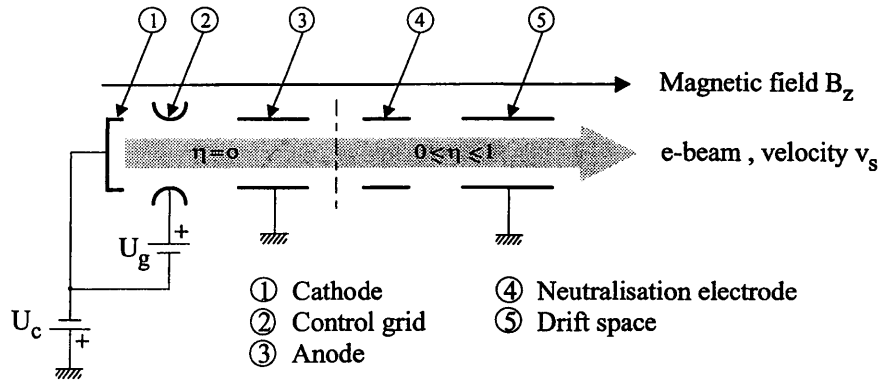 ① ② ③ ④ ⑤
Magnetic field B_z
η=o 0⩽η⩽1 e-beam , velocity v_s
+
U_g
① Cathode ④ Neutralisation electrode
U_c ② Control grid ⑤ Drift space
+
③ Anode